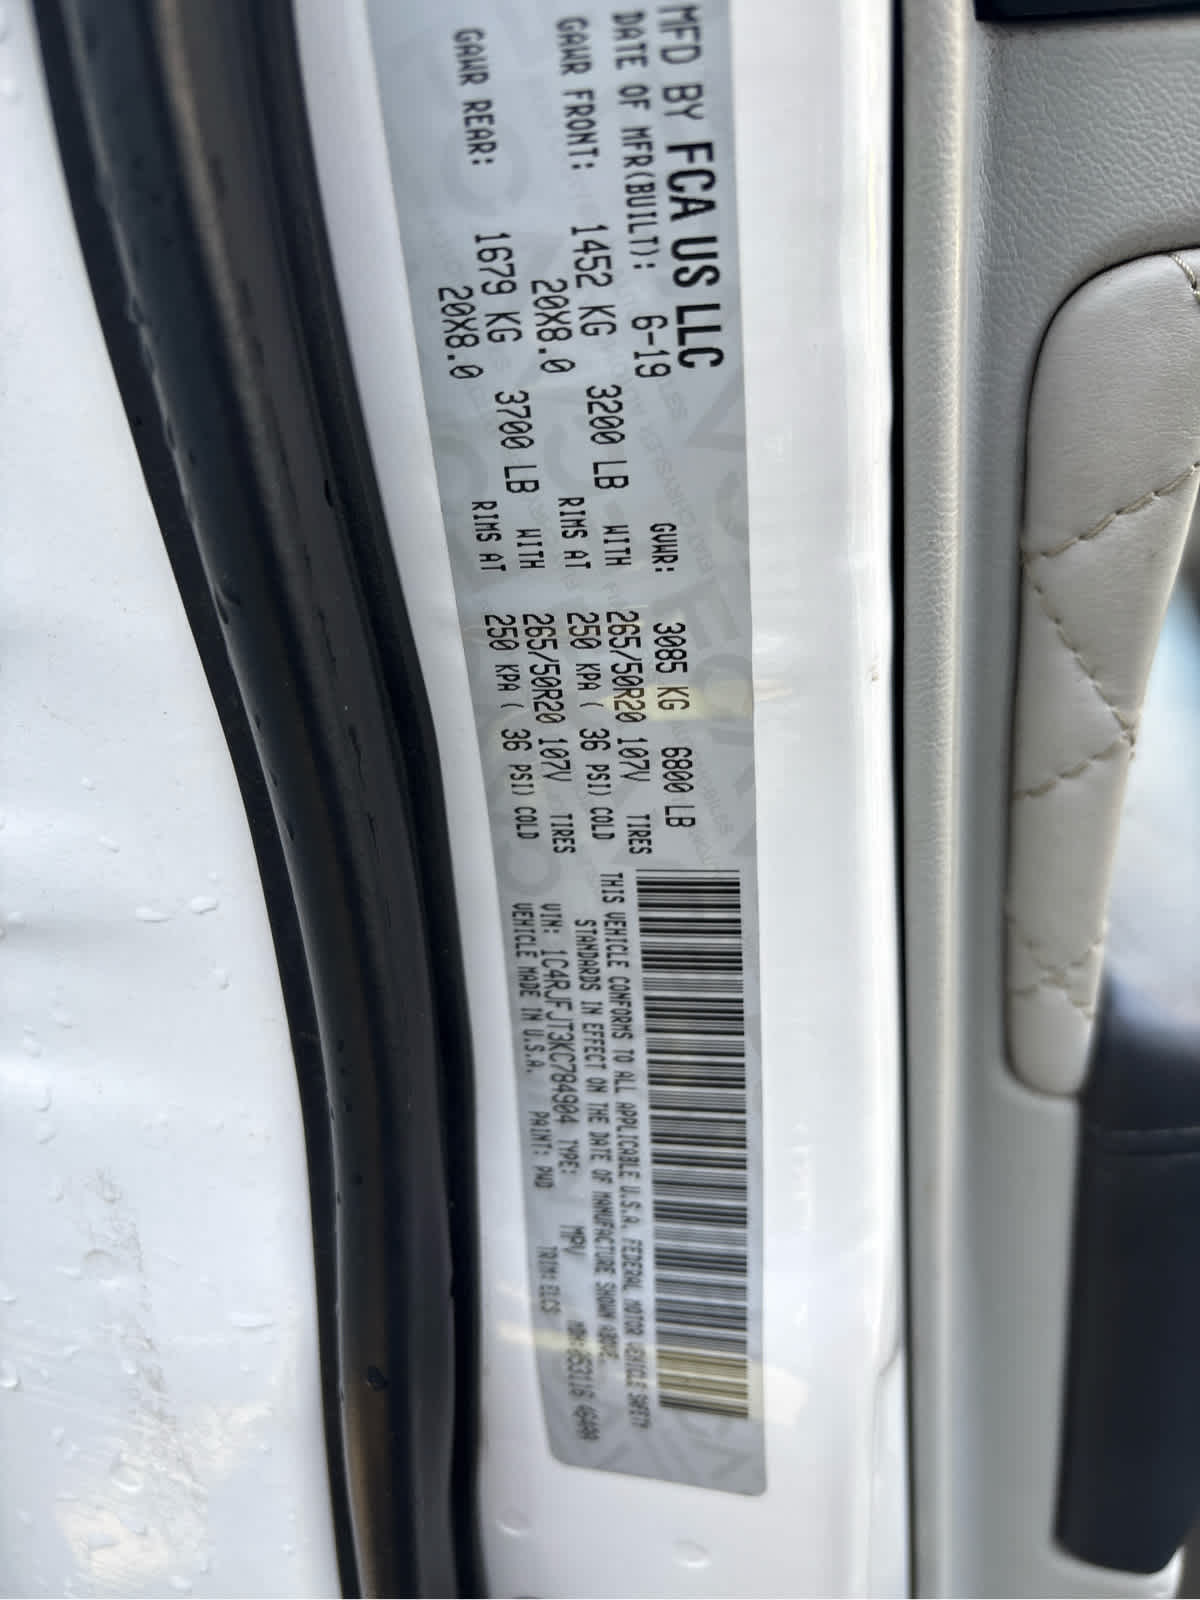 MFD BY FCA US LLC
DATE OF MFR(BUILT): 6-19 GVWR: 3085 KG 6800 LB
GAWR FRONT: 1452 KG 3200 LB WITH 265/50R20 107V TIRES
20X8.0 RIMS AT 250 KPA ( 36 PSI) COLD
GAWR REAR: 1679 KG 3700 LB WITH 265/50R20 107V TIRES
20X8.0 RIMS AT 250 KPA ( 36 PSI) COLD
THIS VEHICLE CONFORMS TO ALL APPLICABLE U.S.A. FEDERAL MOTOR VEHICLE SAFETY
STANDARDS IN EFFECT ON THE DATE OF MANUFACTURE SHOWN ABOVE.
VIN: 1C4RJFJT3KC784904 TYPE: MPV
VEHICLE MADE IN U.S.A. PAINT: PWD TRIM: ELCS